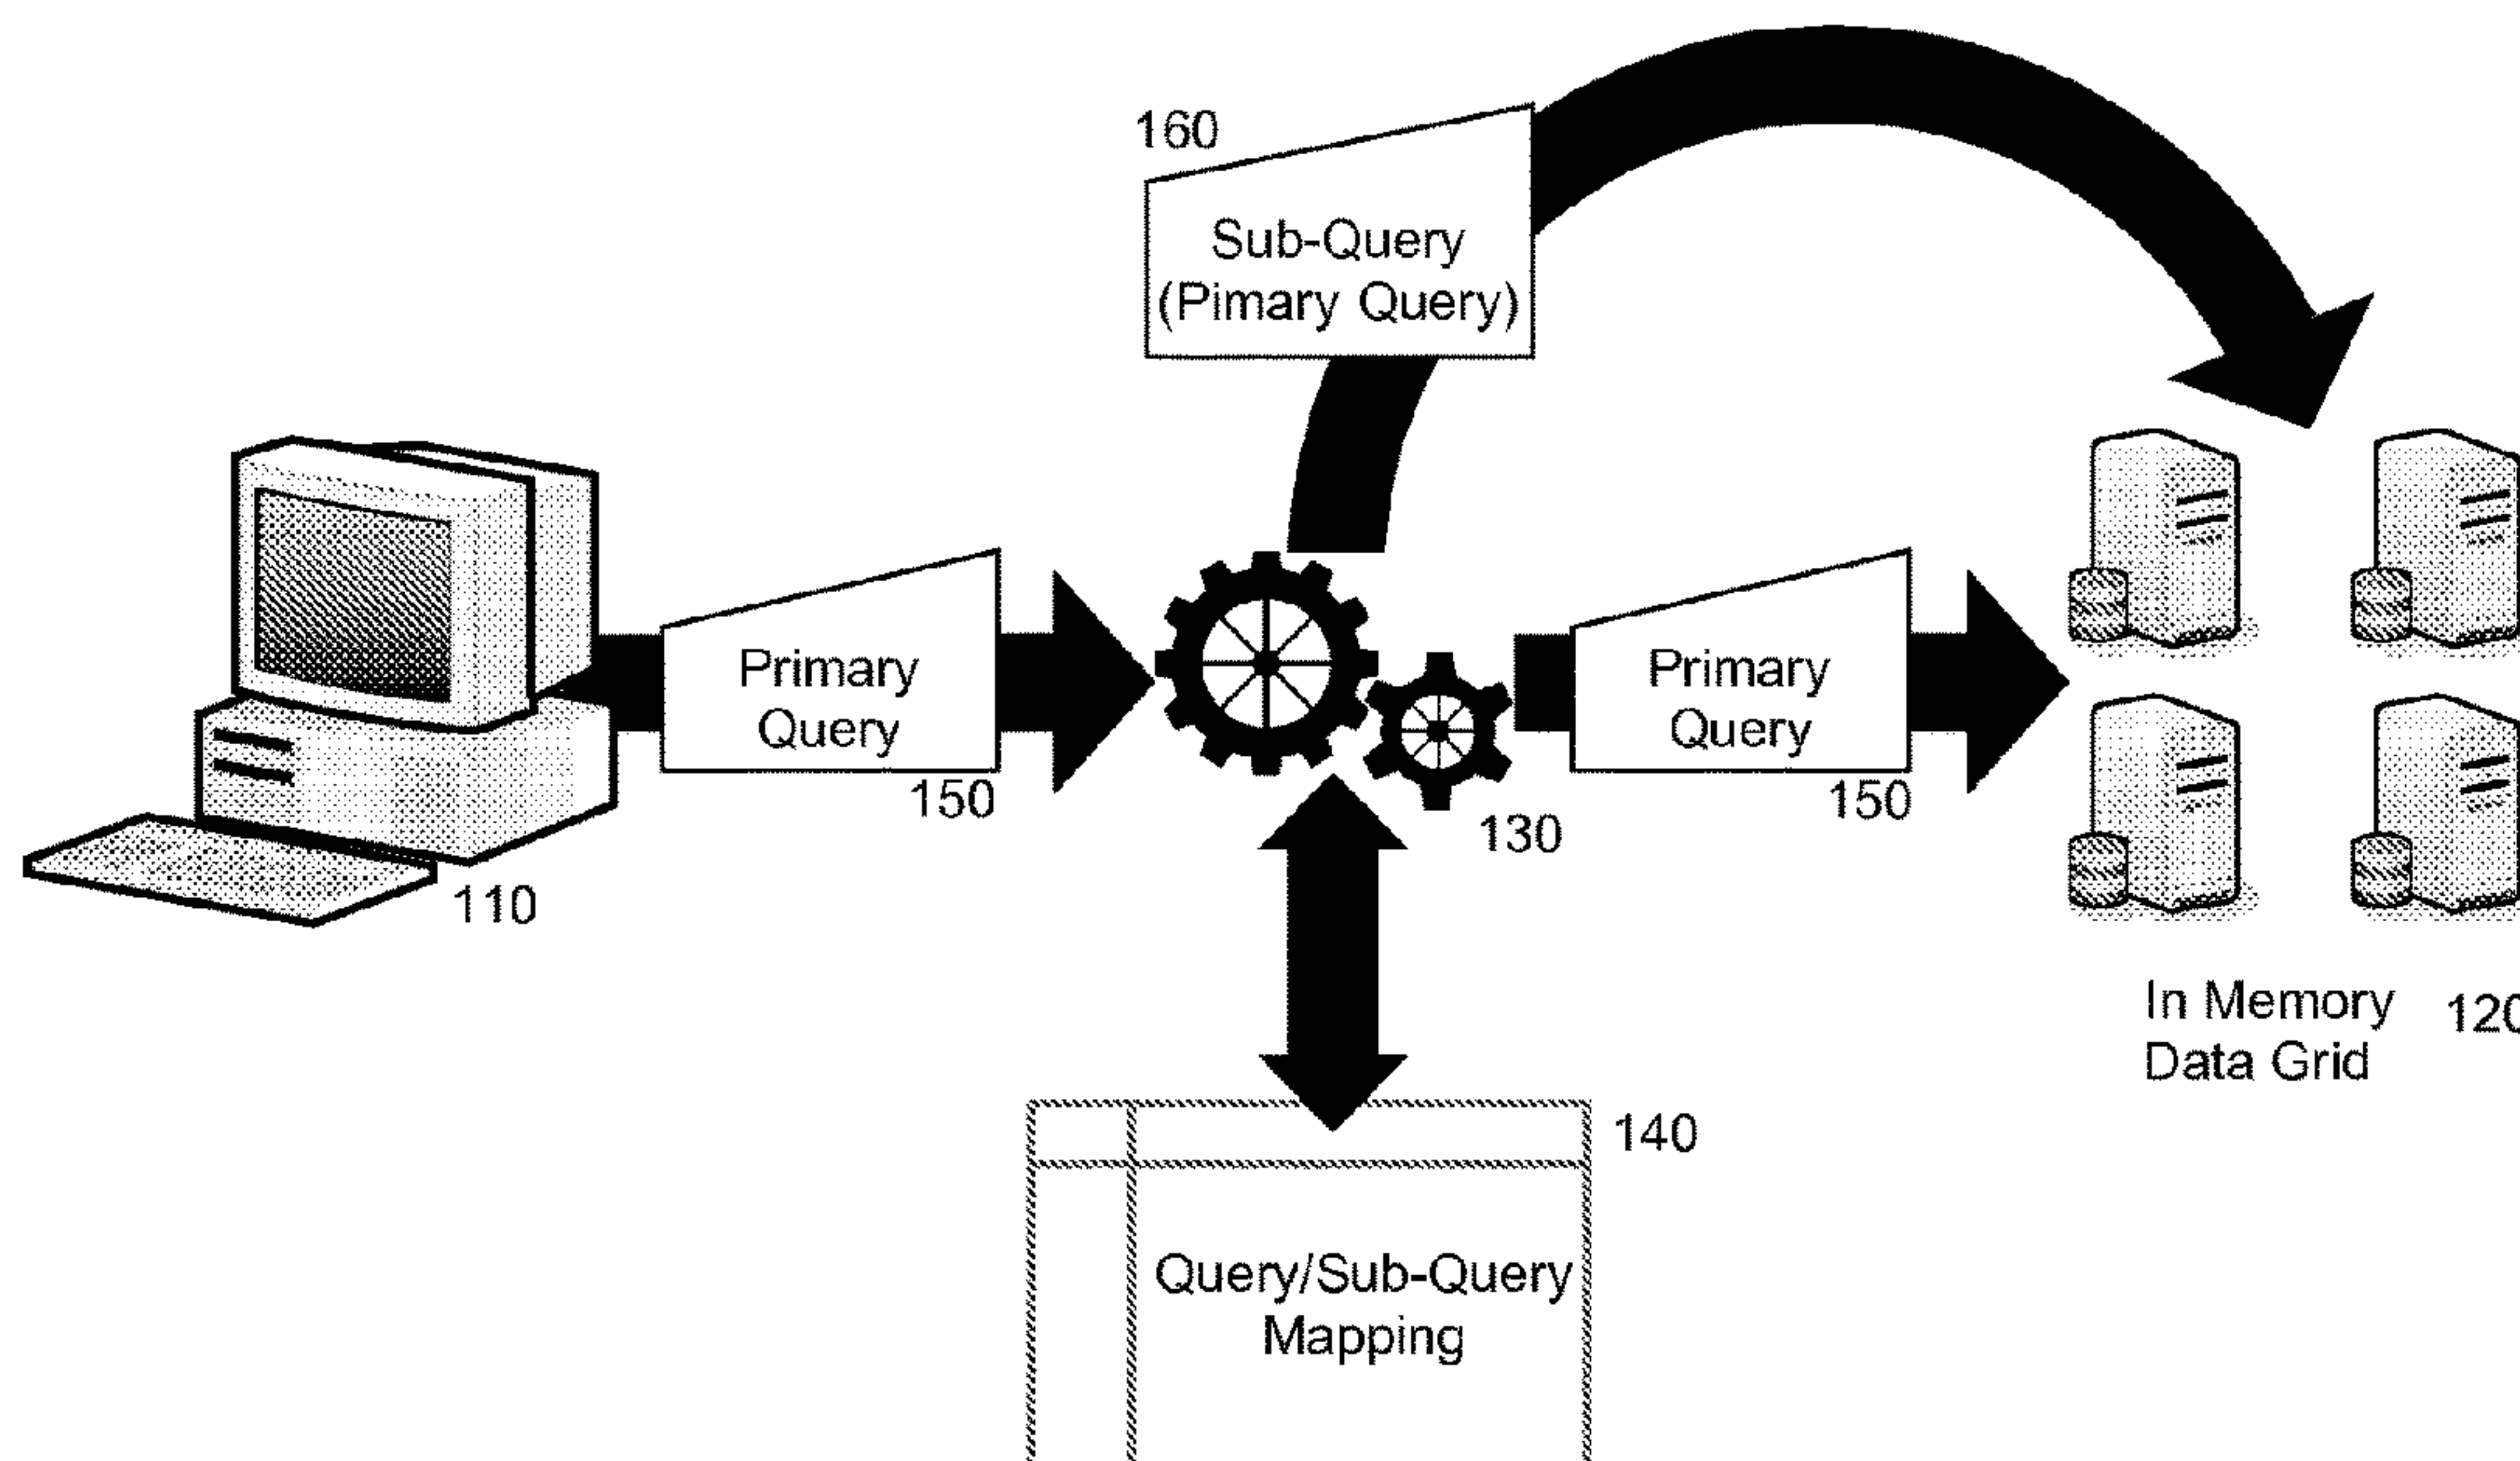 160
Sub-Query
(Pimary Query)
Primary
Query
150
130
Primary
Query
150
110
In Memory
Data Grid
120
140
Query/Sub-Query
Mapping